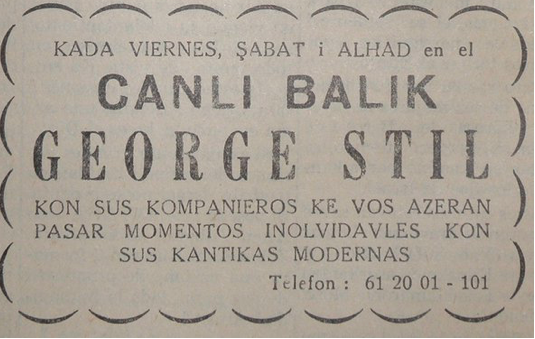 KADA VIERNES, ŞABAT i ALHAD en el
CANLI BALIK
GEORGE STIL
KON SUS KOMPANIEROS KE VOS AZERAN
PASAR MOMENTOS INOLVIDAVLES KON
SUS KANTIKAS MODERNAS
Telefon : 61 20 01 - 101